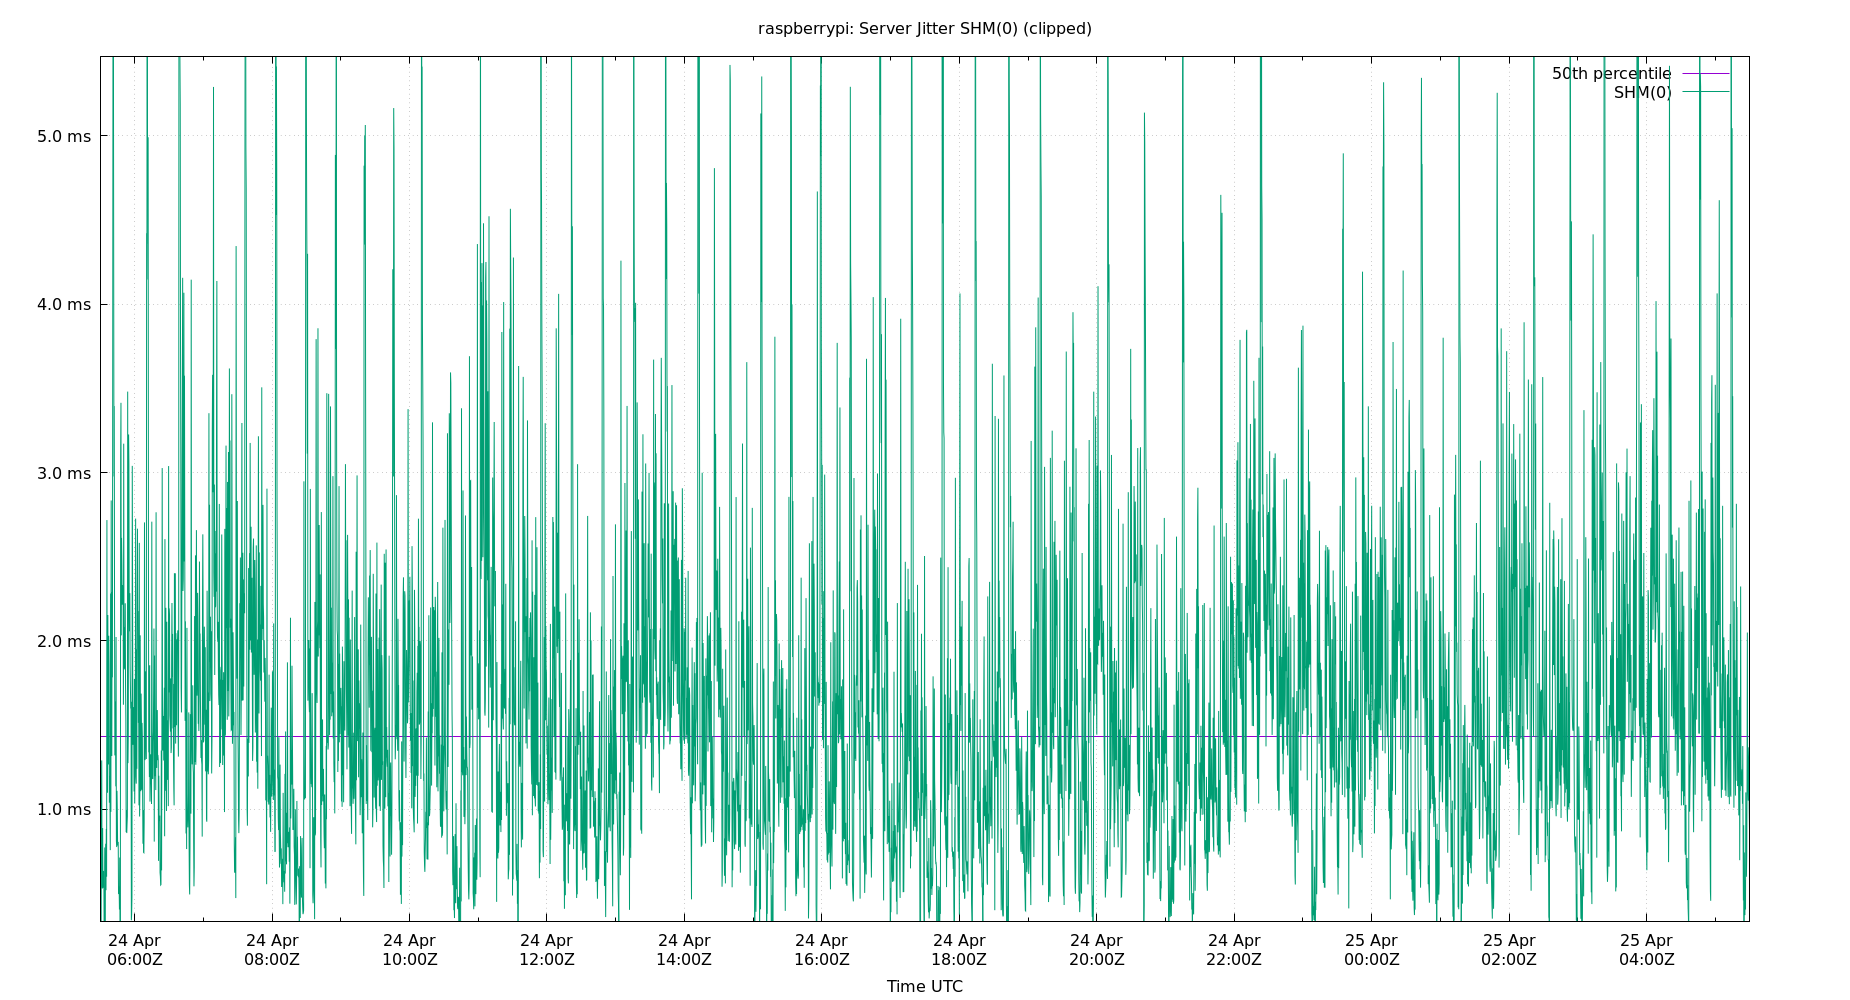 raspberrypi: Server Jitter SHM(0) (clipped)
50th percentile
SHM(0)
5.0 ms
4.0 ms
3.0 ms
2.0 ms
1.0 ms
24 Apr 24 Apr 24 Apr 24 Apr 24 Apr 24 Apr 24 Apr 24 Apr 24 Apr 25 Apr 25 Apr 25 Apr
06:00Z 08:00Z 10:00Z 12:00Z 14:00Z 16:00Z 18:00Z 20:00Z 22:00Z 00:00Z 02:00Z 04:00Z
Time UTC